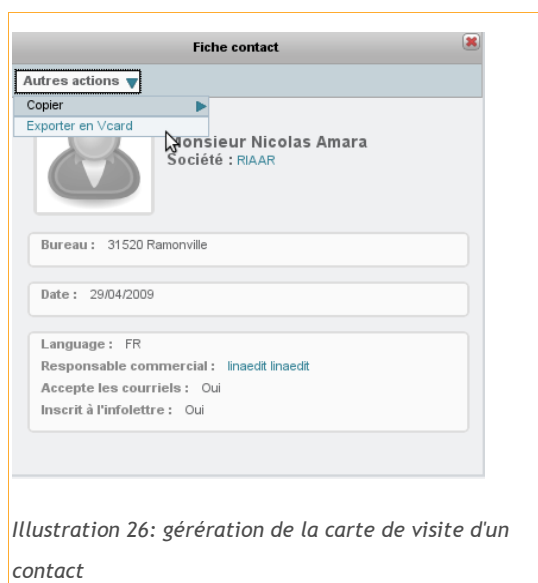 Fiche contact
Autres actions
Copier
Exporter en Vcard
Monsieur Nicolas Amara
Société : RIAAR
Bureau : 31520 Ramonville
Date : 29/04/2009
Language : FR
Responsable commercial : linaedit linaedit
Accepte les courriels : Oui
Inscrit à l'infolettre : Oui
Illustration 26: gérération de la carte de visite d'un
contact